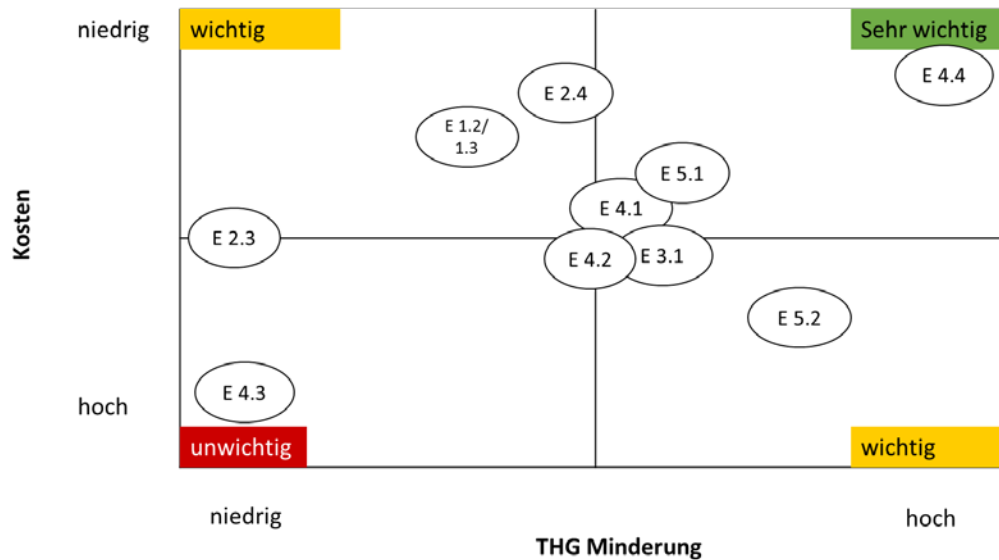 niedrig
wichtig
Sehr wichtig
E 4.4
E 2.4
E 1.2/
1.3
E 5.1
E 4.1
Kosten
E 2.3
E 4.2
E 3.1
E 5.2
E 4.3
hoch
unwichtig
wichtig
niedrig
hoch
THG Minderung